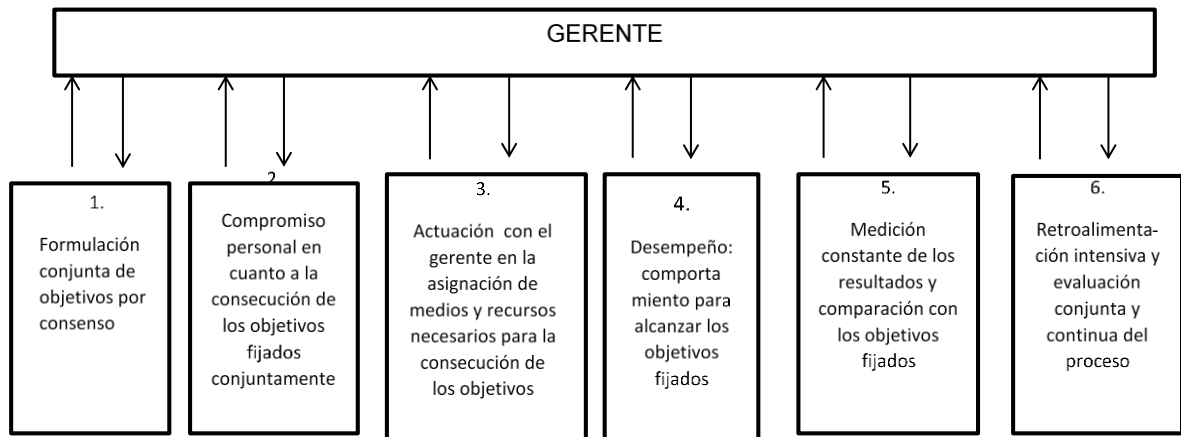 GERENTE
1.
Formulación
conjunta de
objetivos por
consenso
2
Compromiso
personal en
cuanto a la
consecución de
los objetivos
fijados
conjuntamente
3.
Actuación con el
gerente en la
asignación de
medios y recursos
necesarios para la
consecución de
los objetivos
4.
Desempeño:
comporta
miento para
alcanzar los
objetivos
fijados
5.
Medición
constante de los
resultados y
comparación con
los objetivos
fijados
6.
Retroalimenta-
ción intensiva y
evaluación
conjunta y
continua del
proceso